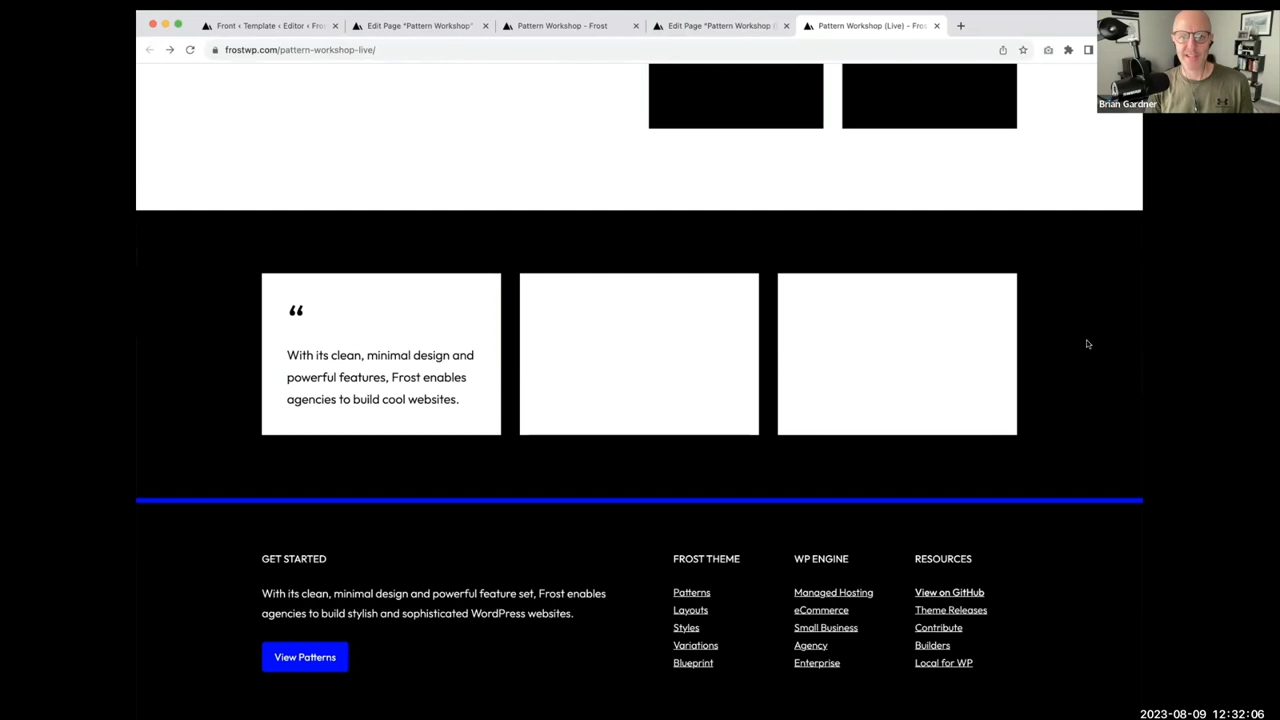 Front ‹ Template ‹ Editor ‹ Fro
Edit Page "Pattern Workshop"
Pattern Workshop - Frost
Edit Page "Pattern Workshop (
Pattern Workshop (Live) - Fros
frostwp.com/pattern-workshop-live/
Brian Gardner
“
With its clean, minimal design and
powerful features, Frost enables
agencies to build cool websites.
GET STARTED
With its clean, minimal design and powerful feature set, Frost enables
agencies to build stylish and sophisticated WordPress websites.
View Patterns
FROST THEME
Patterns
Layouts
Styles
Variations
Blueprint
WP ENGINE
Managed Hosting
eCommerce
Small Business
Agency
Enterprise
RESOURCES
View on GitHub
Theme Releases
Contribute
Builders
Local for WP
2023-08-09 12:32:06